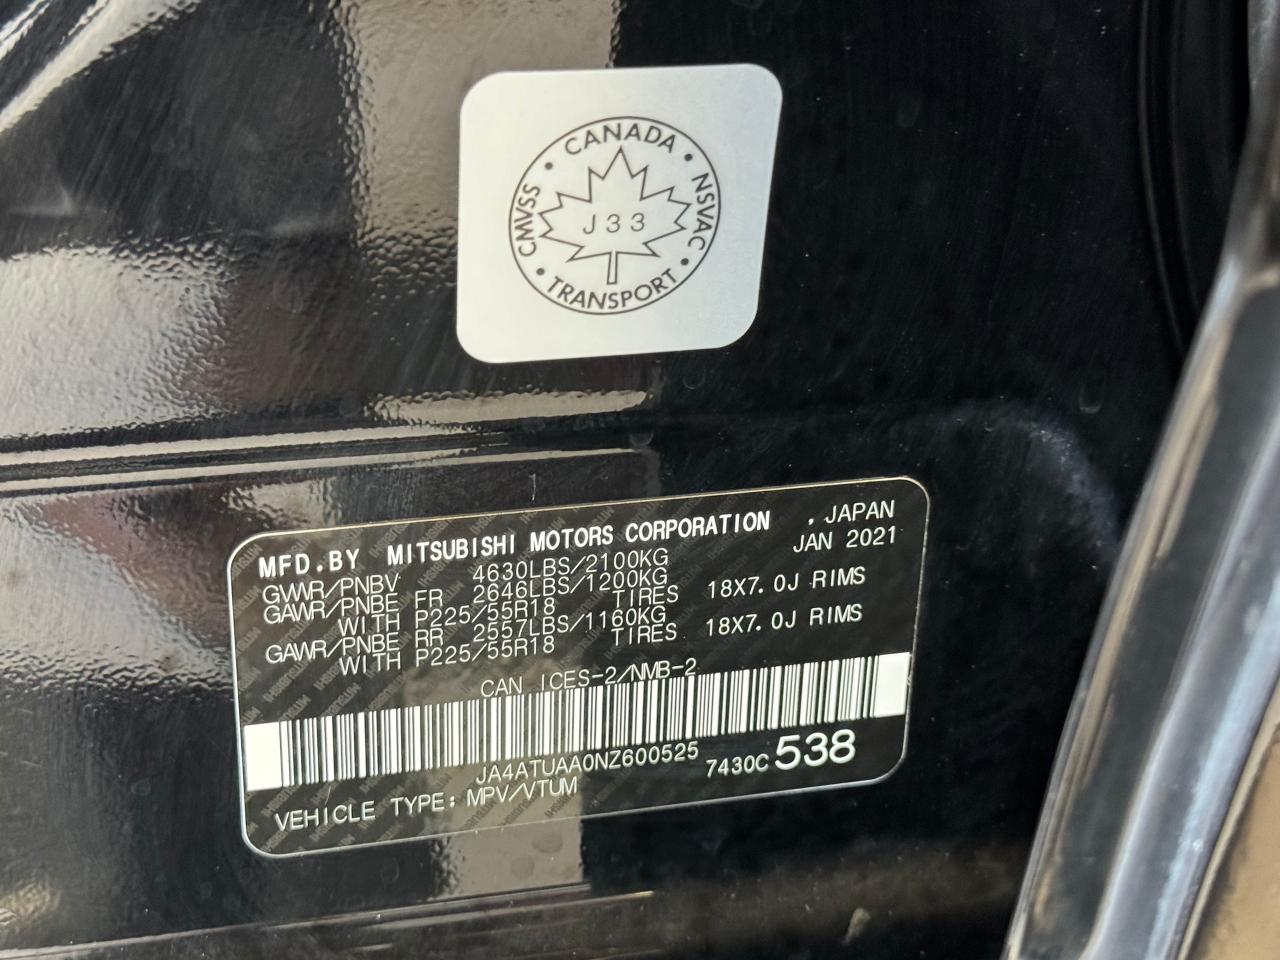 CANADA
CMVSS
NSVAC
J33
TRANSPORT
MFD.BY MITSUBISHI MOTORS CORPORATION .JAPAN
JAN 2021
GVWR/PNBV 4630LBS/2100KG
GAWR/PNBE FR 2646LBS/1200KG
WITH P225/55R18 TIRES 18X7.0J RIMS
GAWR/PNBE RR 2557LBS/1160KG
WITH P225/55R18 TIRES 18X7.0J RIMS
CAN ICES-2/NMB-2
JA4ATUAA0NZ600525 7430C 538
VEHICLE TYPE: MPV/VTUM